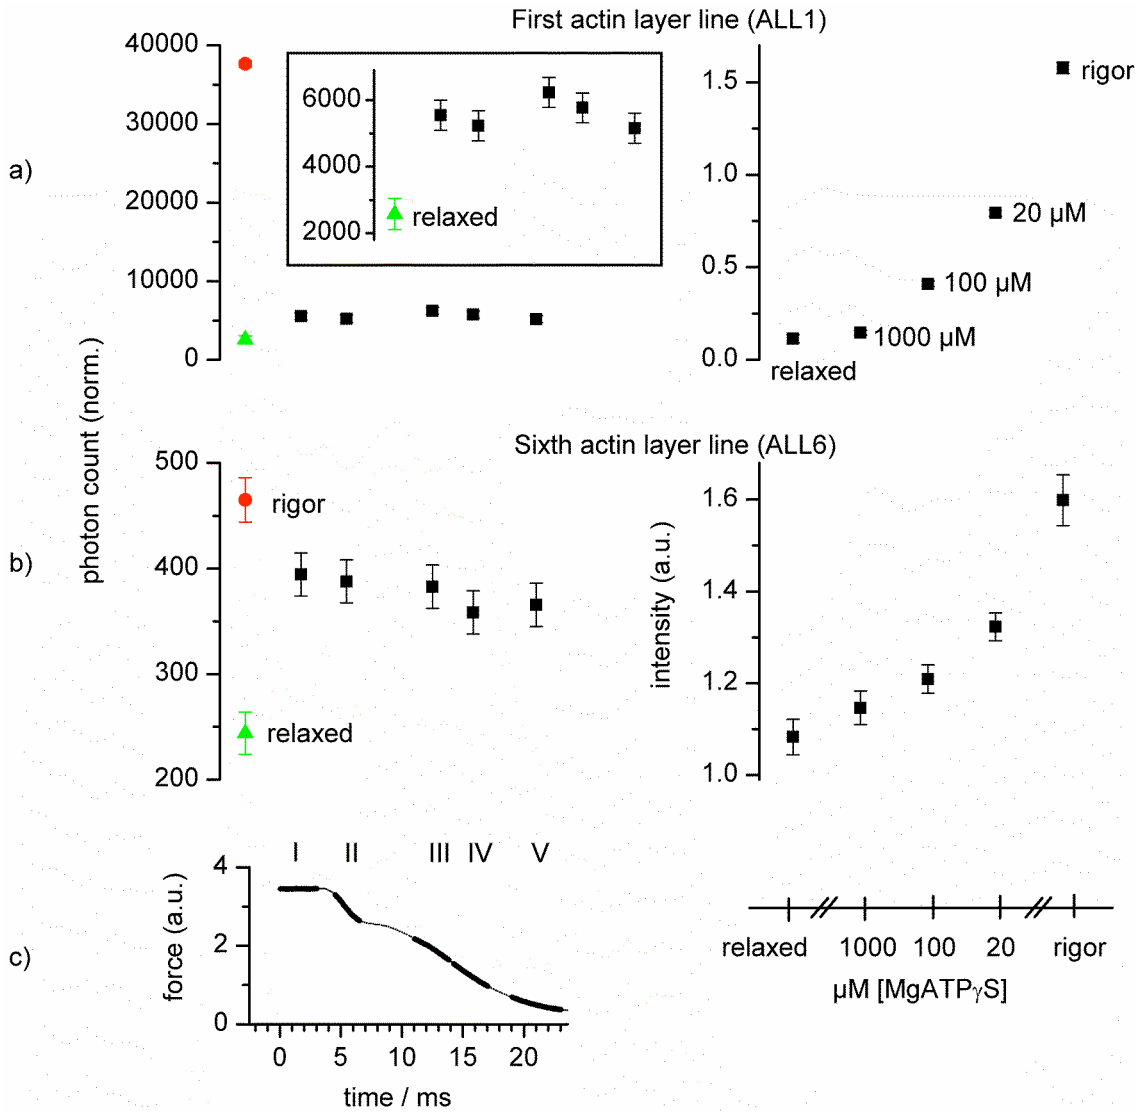 First actin layer line (ALL1)
a)
photon count (norm.)
40000
30000
20000
10000
0
6000
4000
2000
relaxed
1.5
1.0
0.5
0.0
rigor
20 µM
100 µM
1000 µM
relaxed
Sixth actin layer line (ALL6)
b)
500
400
300
200
rigor
relaxed
intensity (a.u.)
1.6
1.4
1.2
1.0
c)
force (a.u.)
4
2
0
I II III IV V
0 5 10 15 20
time / ms
relaxed 1000 100 20 rigor
µM [MgATPγS]